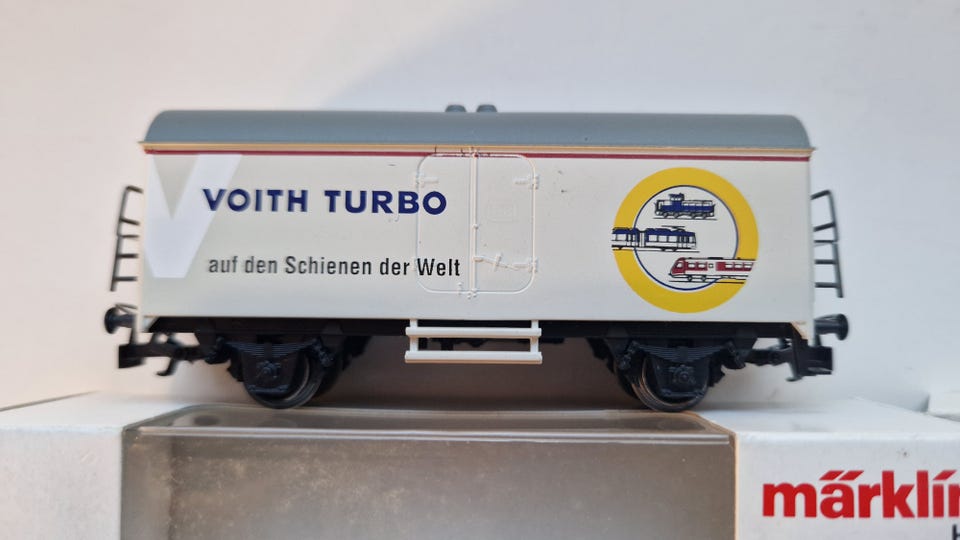 VOITH TURBO
auf den Schienen der Welt
märklin